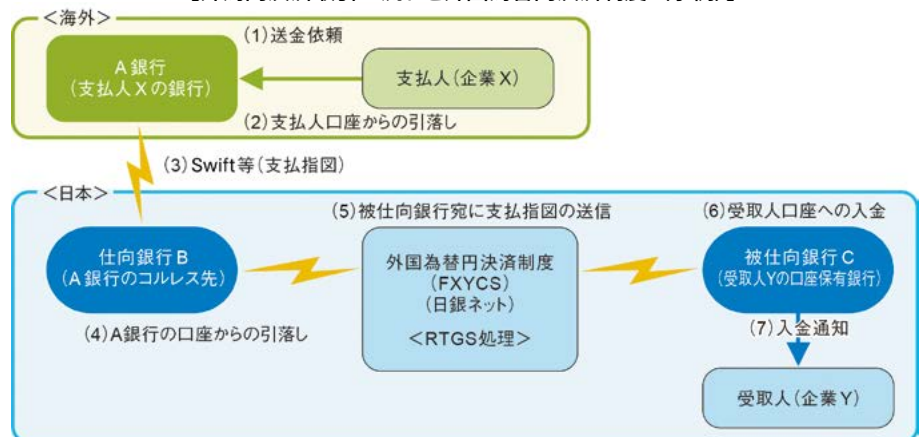 <海外>
(1)送金依頼
A銀行
(支払人Xの銀行)
支払人(企業X)
(2)支払人口座からの引落し
(3)Swift等(支払指図)
<日本>
(5)被仕向銀行宛に支払指図の送信
(6)受取人口座への入金
仕向銀行B
(A銀行のコルレス先)
外国為替円決済制度
(FXYCS)
(日銀ネット)
<RTGS処理>
被仕向銀行C
(受取人Yの口座保有銀行)
(4)A銀行の口座からの引落し
(7)入金通知
受取人(企業Y)